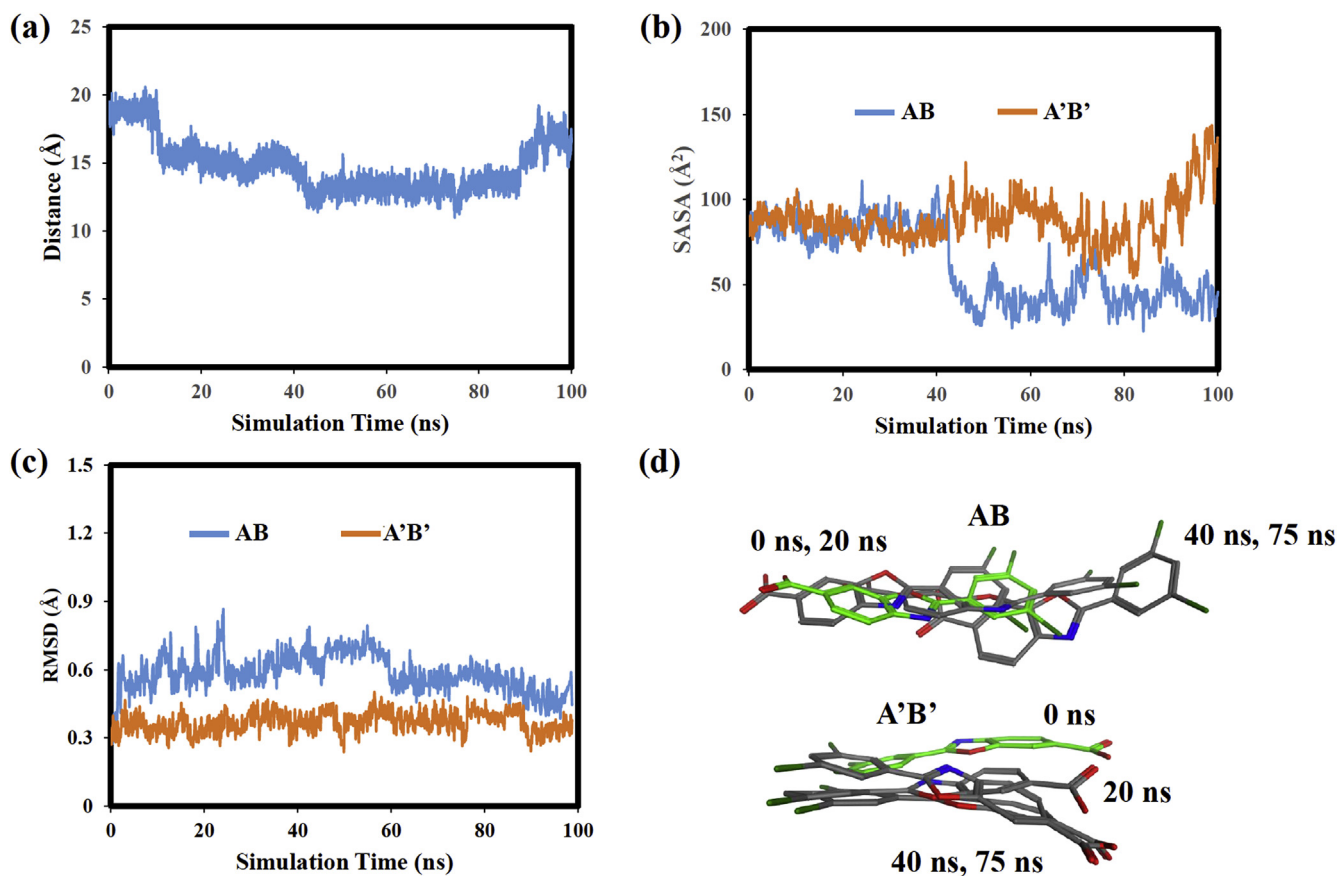 (a)
25
20
15
10
5
0
Distance (Å)
0 20 40 60 80 100
Simulation Time (ns)
(b)
200
150
100
50
0
SASA (Å²)
AB A’B’
0 20 40 60 80 100
Simulation Time (ns)
(c)
1.5
1.2
0.9
0.6
0.3
0
RMSD (Å)
AB A’B’
0 20 40 60 80 100
Simulation Time (ns)
(d)
AB
0 ns, 20 ns
40 ns, 75 ns
A’B’
0 ns
20 ns
40 ns, 75 ns